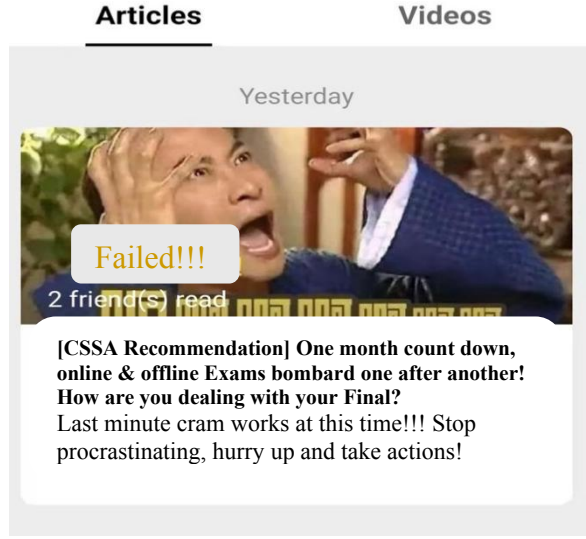 Articles Videos
Yesterday
Failed!!!
2 friend(s) read
[CSSA Recommendation] One month count down,
online & offline Exams bombard one after another!
How are you dealing with your Final?
Last minute cram works at this time!!! Stop
procrastinating, hurry up and take actions!